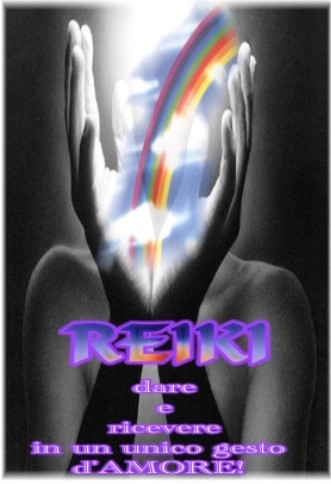 REIKI
dare
e
ricevere
in un unico gesto
d'AMORE!